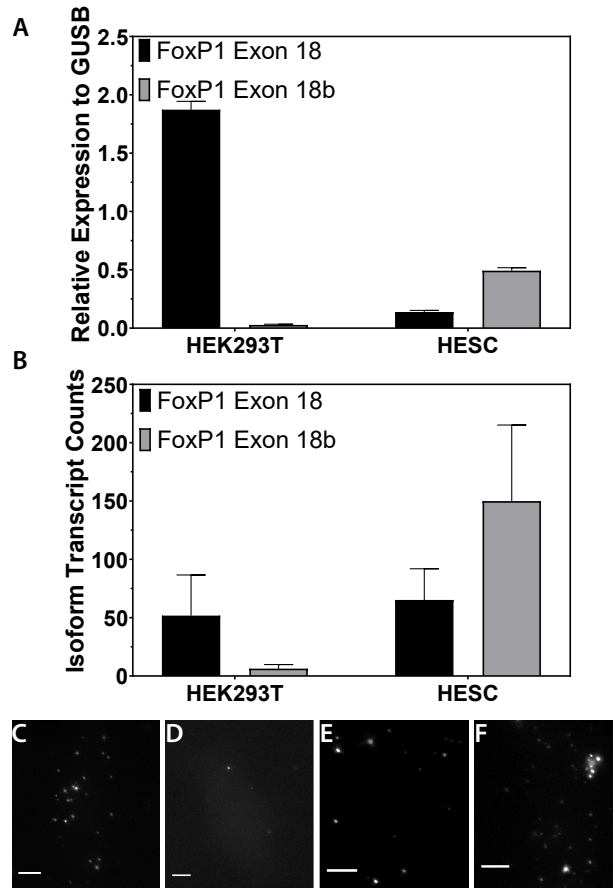 A
Relative Expression to GUSB
2.5
2.0
1.5
1.0
0.5
0.0
FoxP1 Exon 18
FoxP1 Exon 18b
HEK293T
HESC
B
Isoform Transcript Counts
250
200
150
100
50
0
FoxP1 Exon 18
FoxP1 Exon 18b
HEK293T
HESC
C
D
E
F